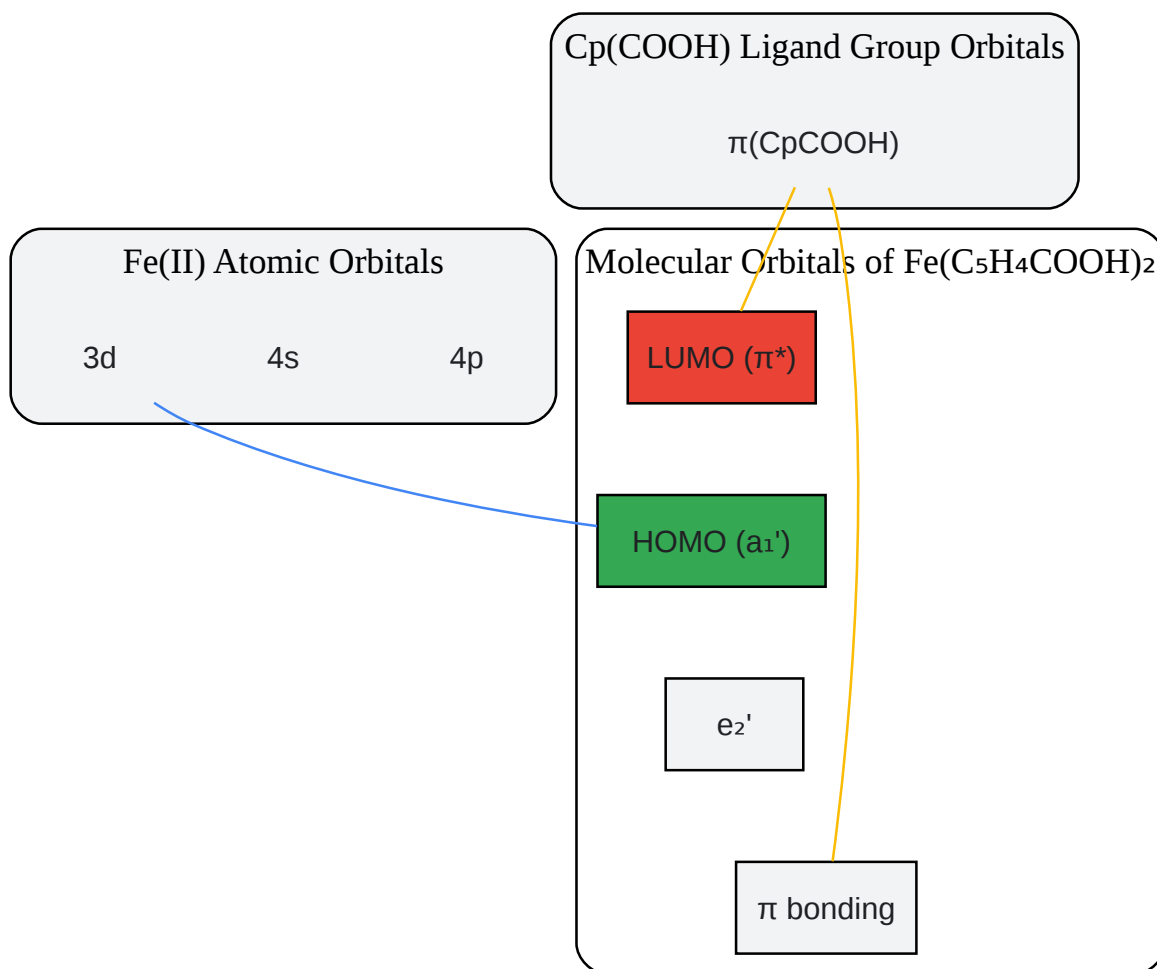 Cp(COOH) Ligand Group Orbitals
π(CpCOOH)
Fe(II) Atomic Orbitals
3d 4s 4p
Molecular Orbitals of Fe(C₅H₄COOH)₂
LUMO (π*)
HOMO (a₁')
e₂'
π bonding